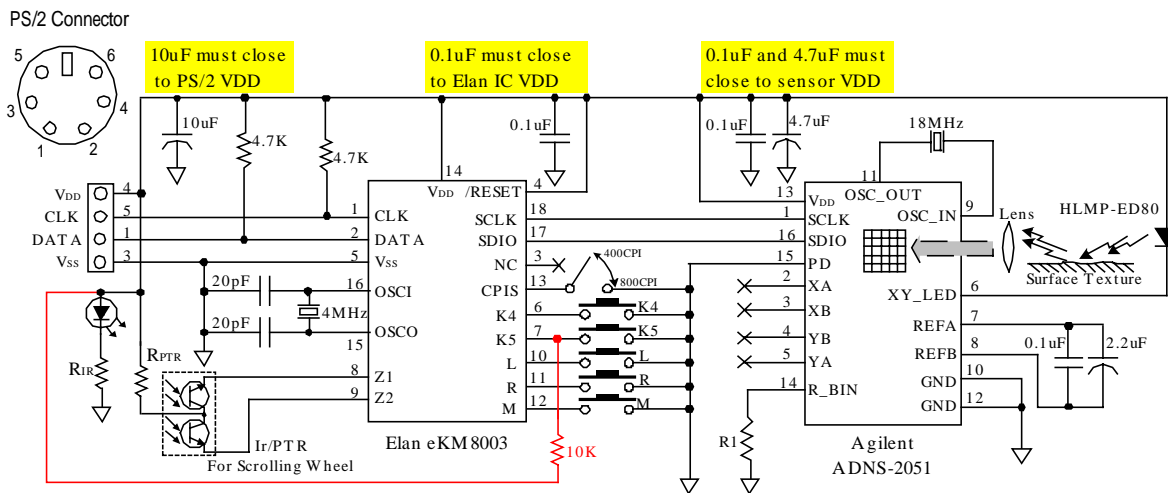 PS/2 Connector
5
6
3
4
1
2
10uF must close
to PS/2 VDD
0.1uF must close
to Elan IC VDD
0.1uF and 4.7uF must
close to sensor VDD
10uF
4.7K
4.7K
0.1uF
0.1uF
4.7uF
18MHz
VDD
4
CLK
5
DATA
1
VSS
3
14
VDD
/RESET
4
1
CLK
2
DATA
5
VSS
16
OSCI
OSCO
15
8
Z1
9
Z2
SCLK
18
SDIO
17
NC
3
CPIS
13
K4
6
K5
7
L
10
R
11
M
12
Elan eKM8003
20pF
20pF
4MHz
RIR
RPTR
Ir/PTR
For Scrolling Wheel
400CPI
800CPI
K4
K5
L
R
M
10K
11
OSC_OUT
13
VDD
1
SCLK
16
SDIO
15
PD
2
XA
3
XB
4
YB
5
YA
14
R_BIN
OSC_IN
9
XY_LED
6
REFA
7
REFB
8
GND
10
GND
12
Agilent
ADNS-2051
R1
Lens
HLMP-ED80
Surface Texture
0.1uF
2.2uF